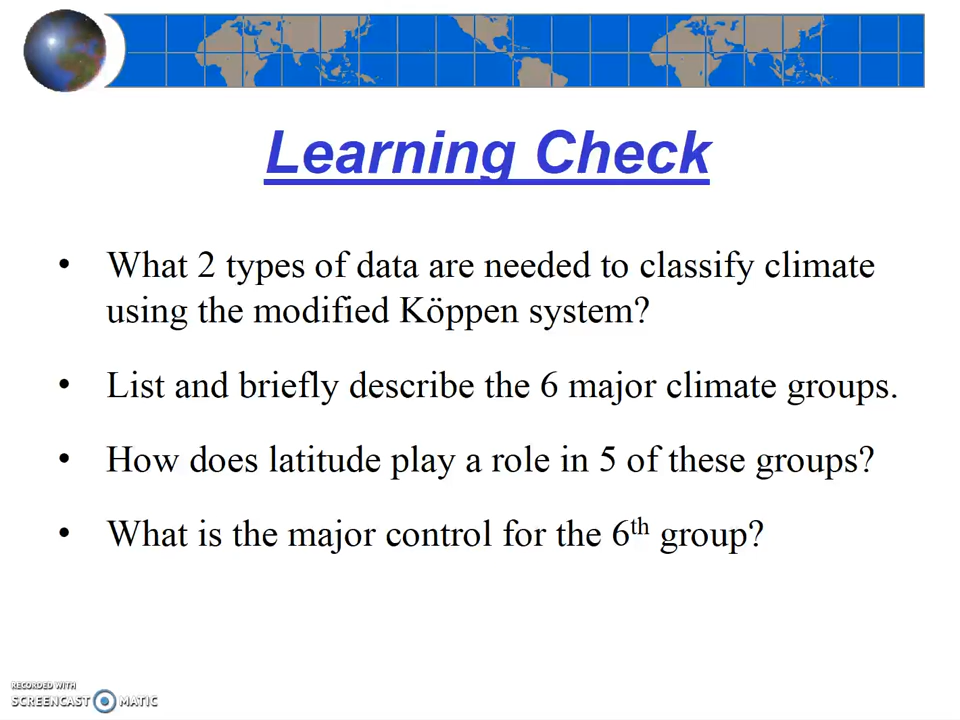 Learning Check
• What 2 types of data are needed to classify climate
using the modified Köppen system?
• List and briefly describe the 6 major climate groups.
• How does latitude play a role in 5 of these groups?
• What is the major control for the 6th group?
RECORDED WITH
SCREENCAST MATIC